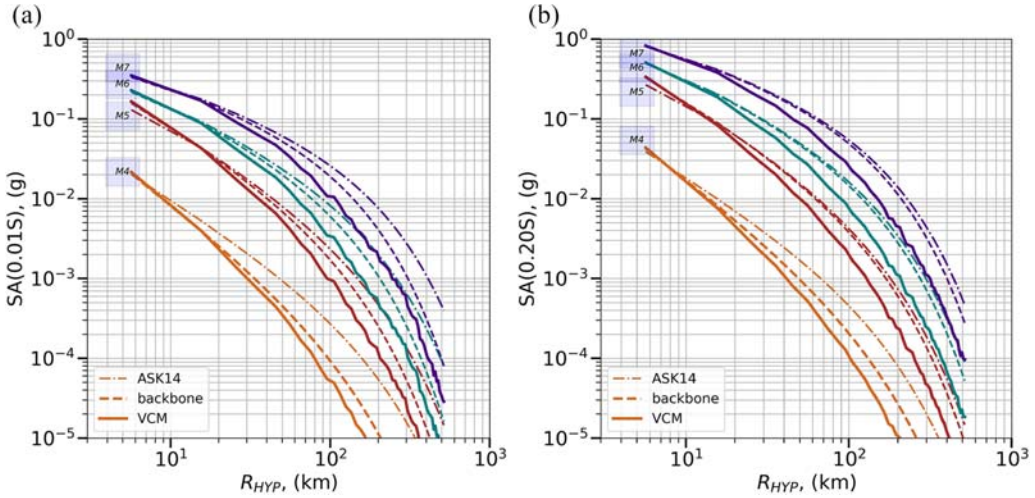 (a)
(b)
10⁰
10⁻¹
10⁻²
10⁻³
10⁻⁴
10⁻⁵
SA(0.01S), (g)
M7
M6
M5
M4
ASK14
backbone
VCM
10¹
10²
10³
R_HYP, (km)
10⁰
10⁻¹
10⁻²
10⁻³
10⁻⁴
10⁻⁵
SA(0.20S), (g)
M7
M6
M5
M4
ASK14
backbone
VCM
10¹
10²
10³
R_HYP, (km)